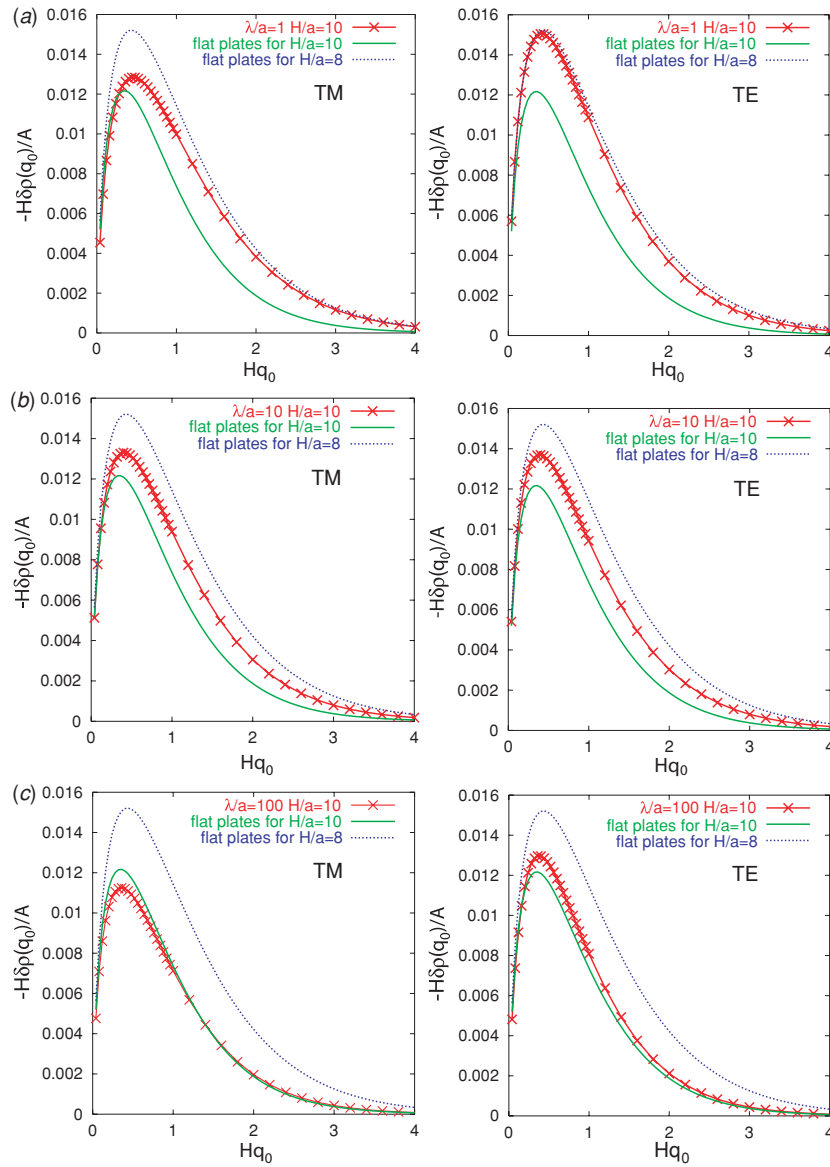 (a)
-Hδρ(q₀)/A
0.016
0.014
0.012
0.01
0.008
0.006
0.004
0.002
0
0 1 2 3 4
Hq₀
λ/a=1 H/a=10
flat plates for H/a=10
flat plates for H/a=8
TM
-Hδρ(q₀)/A
0.016
0.014
0.012
0.01
0.008
0.006
0.004
0.002
0
0 1 2 3 4
Hq₀
λ/a=1 H/a=10
flat plates for H/a=10
flat plates for H/a=8
TE
(b)
-Hδρ(q₀)/A
0.016
0.014
0.012
0.01
0.008
0.006
0.004
0.002
0
0 1 2 3 4
Hq₀
λ/a=10 H/a=10
flat plates for H/a=10
flat plates for H/a=8
TM
-Hδρ(q₀)/A
0.016
0.014
0.012
0.01
0.008
0.006
0.004
0.002
0
0 1 2 3 4
Hq₀
λ/a=10 H/a=10
flat plates for H/a=10
flat plates for H/a=8
TE
(c)
-Hδρ(q₀)/A
0.016
0.014
0.012
0.01
0.008
0.006
0.004
0.002
0
0 1 2 3 4
Hq₀
λ/a=100 H/a=10
flat plates for H/a=10
flat plates for H/a=8
TM
-Hδρ(q₀)/A
0.016
0.014
0.012
0.01
0.008
0.006
0.004
0.002
0
0 1 2 3 4
Hq₀
λ/a=100 H/a=10
flat plates for H/a=10
flat plates for H/a=8
TE